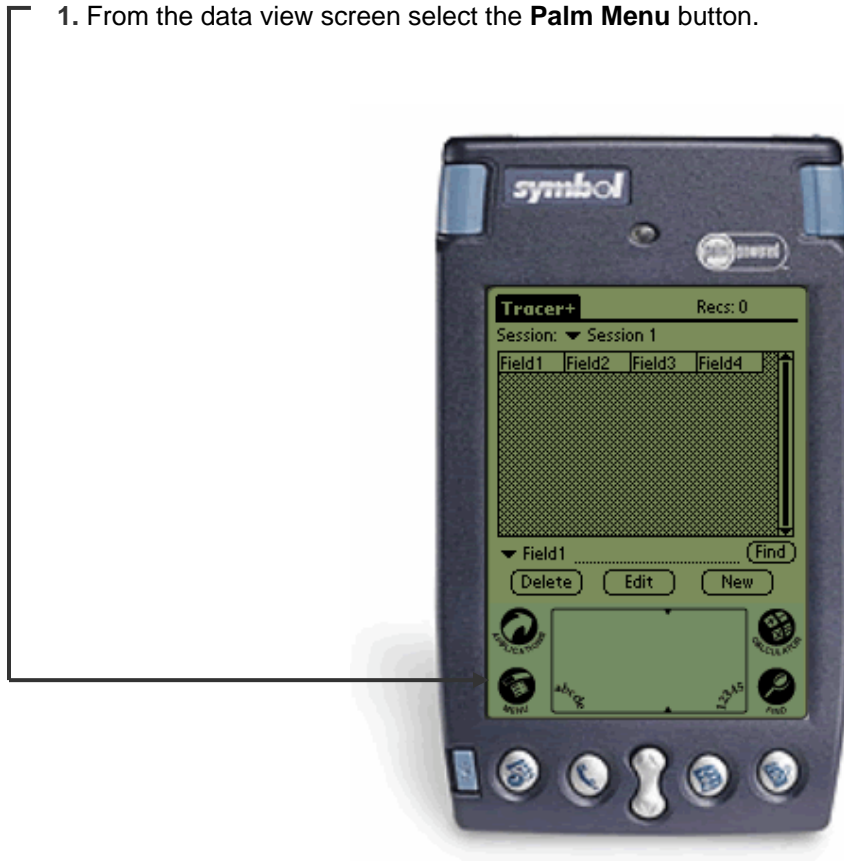 1. From the data view screen select the Palm Menu button.
symbol
palm powered
Tracer+ Recs: 0
Session: Session 1
Field1 Field2 Field3 Field4
Field1 Find
Delete Edit New
APPLICATIONS CALCULATOR
abcde 12345
MENU FIND